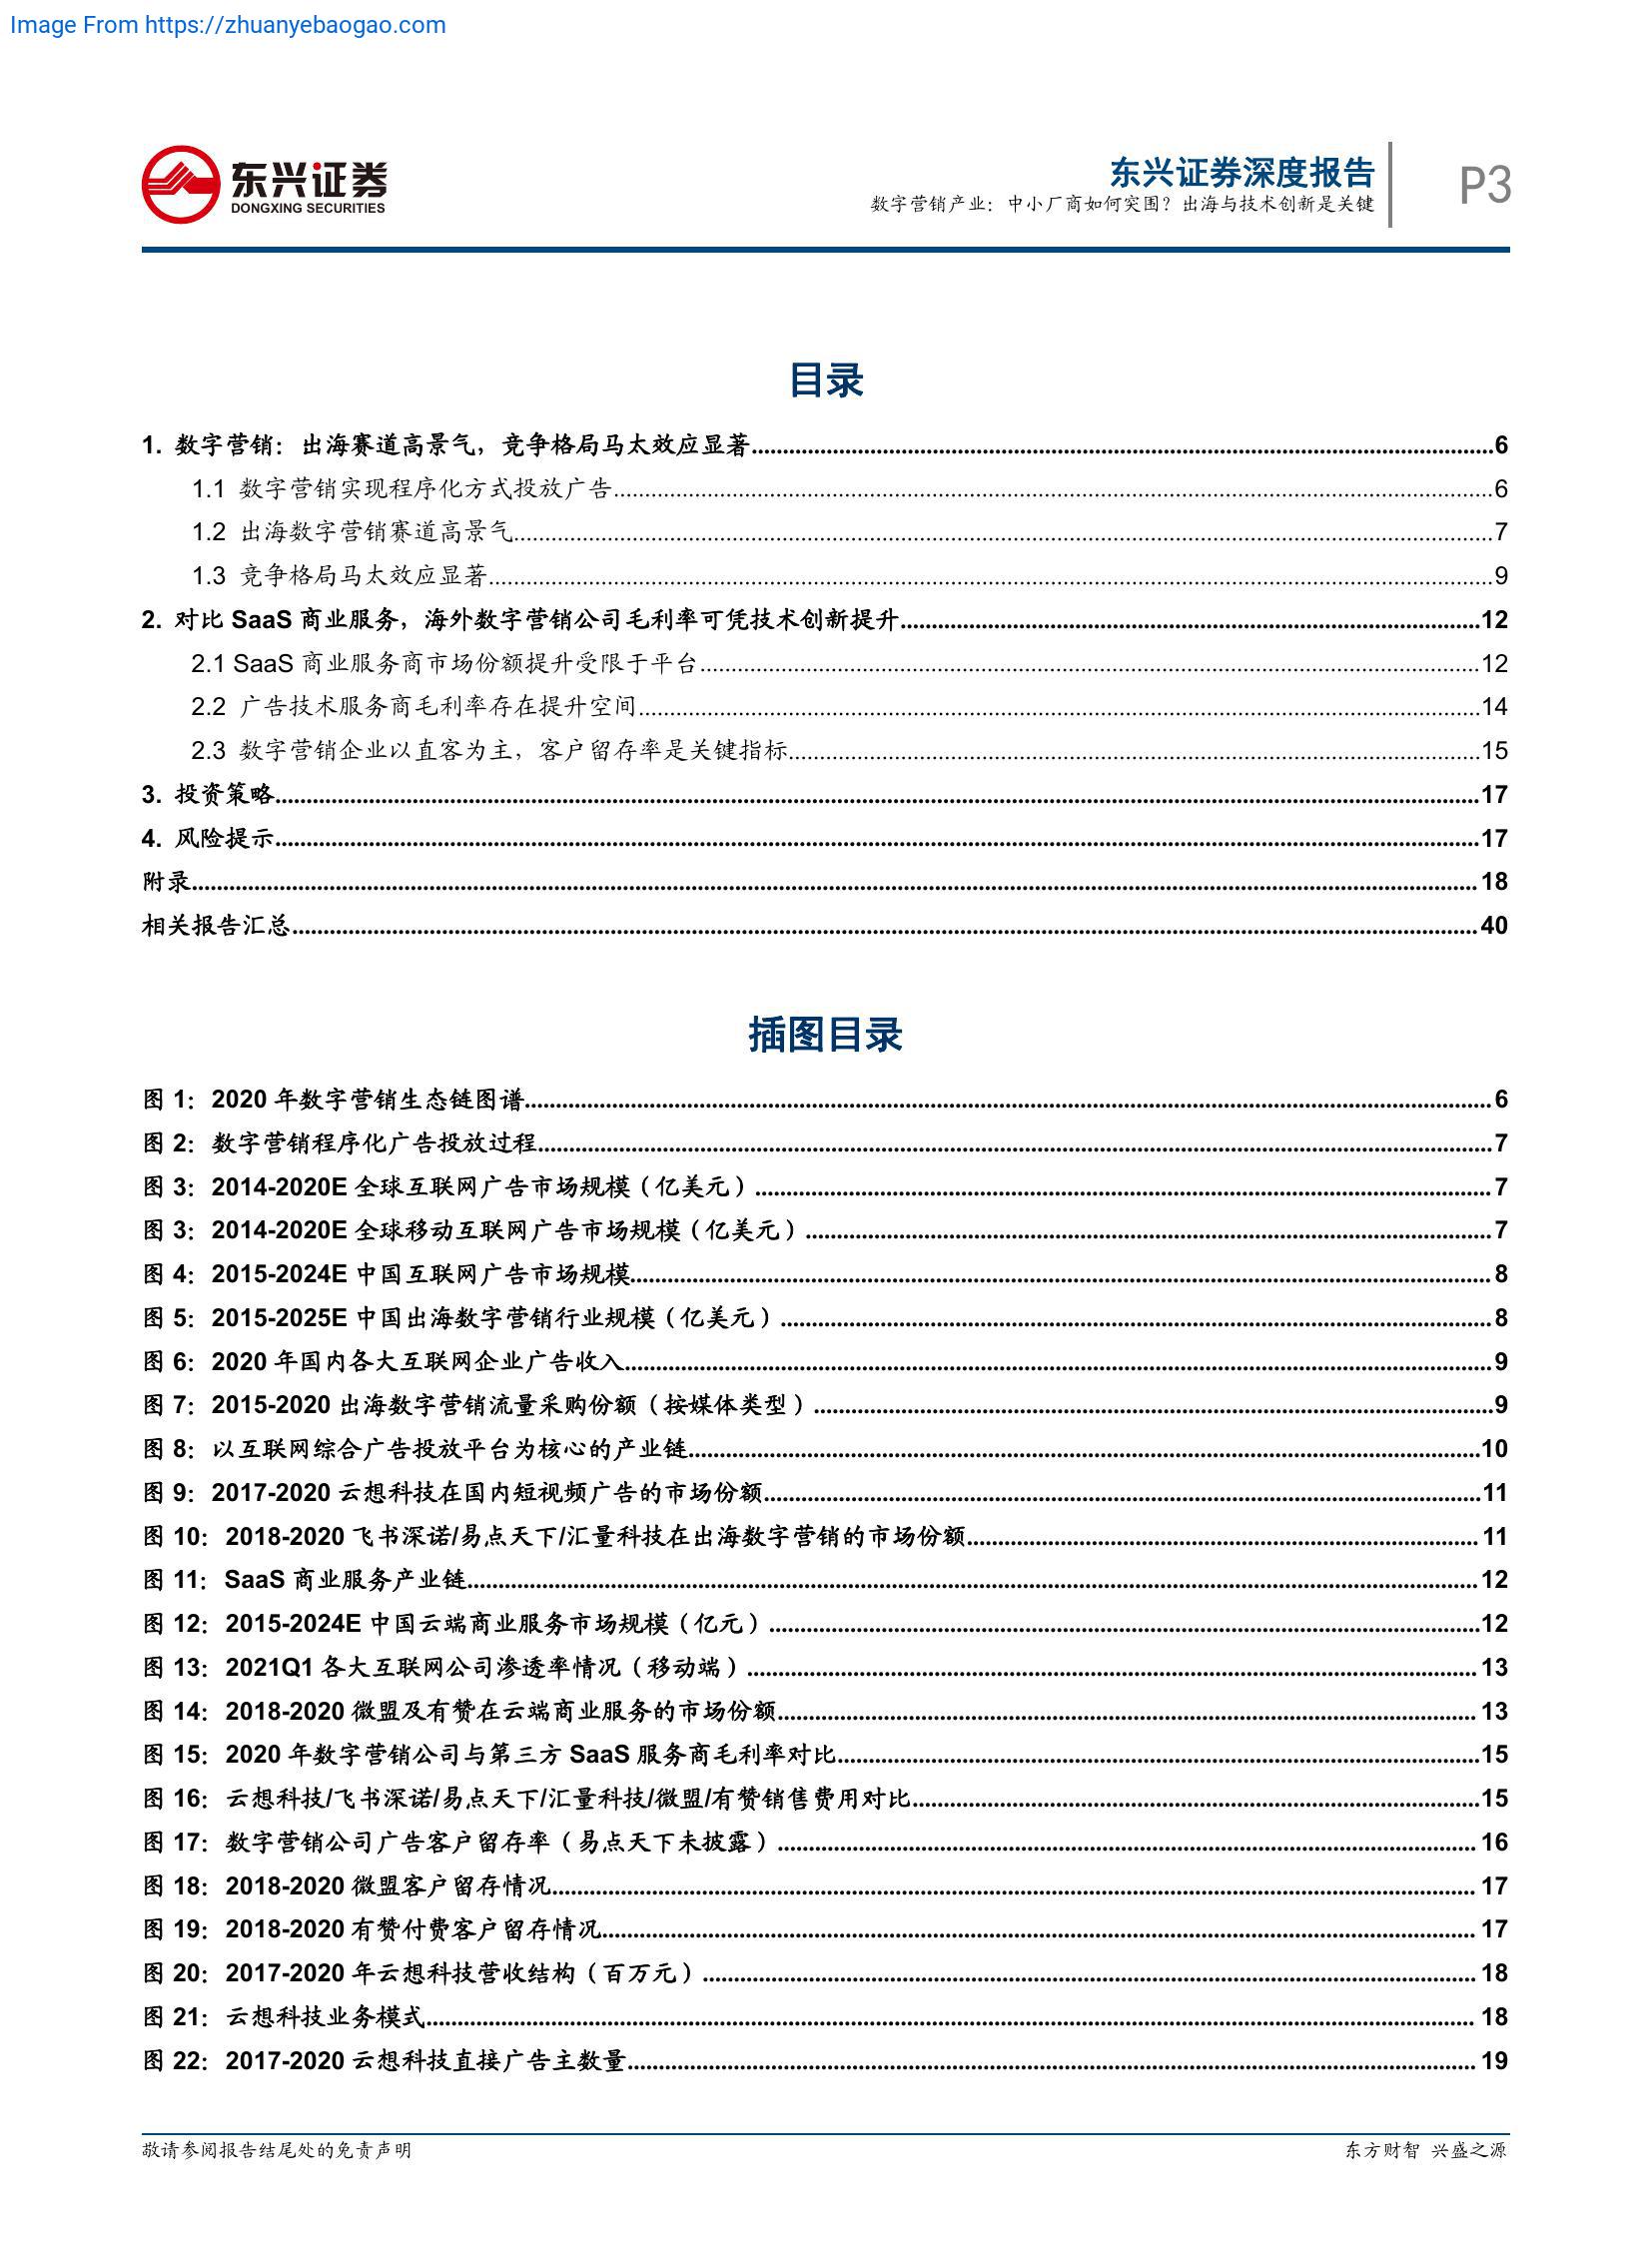 Image From https://zhuanyebaogao.com
东兴证券
DONGXING SECURITIES
东兴证券深度报告
数字营销产业：中小厂商如何突围？出海与技术创新是关键
P3
目录
1. 数字营销：出海赛道高景气，竞争格局马太效应显著 6
1.1 数字营销实现程序化方式投放广告 6
1.2 出海数字营销赛道高景气 7
1.3 竞争格局马太效应显著 9
2. 对比 SaaS 商业服务，海外数字营销公司毛利率可凭技术创新提升 12
2.1 SaaS 商业服务商市场份额提升受限于平台 12
2.2 广告技术服务商毛利率存在提升空间 14
2.3 数字营销企业以直客为主，客户留存率是关键指标 15
3. 投资策略 17
4. 风险提示 17
附录 18
相关报告汇总 40
插图目录
图 1：2020 年数字营销生态链图谱 6
图 2：数字营销程序化广告投放过程 7
图 3：2014-2020E 全球互联网广告市场规模（亿美元） 7
图 3：2014-2020E 全球移动互联网广告市场规模（亿美元） 7
图 4：2015-2024E 中国互联网广告市场规模 8
图 5：2015-2025E 中国出海数字营销行业规模（亿美元） 8
图 6：2020 年国内各大互联网企业广告收入 9
图 7：2015-2020 出海数字营销流量采购份额（按媒体类型） 9
图 8：以互联网综合广告投放平台为核心的产业链 10
图 9：2017-2020 云想科技在国内短视频广告的市场份额 11
图 10：2018-2020 飞书深诺/易点天下/汇量科技在出海数字营销的市场份额 11
图 11：SaaS 商业服务产业链 12
图 12：2015-2024E 中国云端商业服务市场规模（亿元） 12
图 13：2021Q1 各大互联网公司渗透率情况（移动端） 13
图 14：2018-2020 微盟及有赞在云端商业服务的市场份额 13
图 15：2020 年数字营销公司与第三方 SaaS 服务商毛利率对比 15
图 16：云想科技/飞书深诺/易点天下/汇量科技/微盟/有赞销售费用对比 15
图 17：数字营销公司广告客户留存率（易点天下未披露） 16
图 18：2018-2020 微盟客户留存情况 17
图 19：2018-2020 有赞付费客户留存情况 17
图 20：2017-2020 年云想科技营收结构（百万元） 18
图 21：云想科技业务模式 18
图 22：2017-2020 云想科技直接广告主数量 19
敬请参阅报告结尾处的免责声明
东方财智 兴盛之源